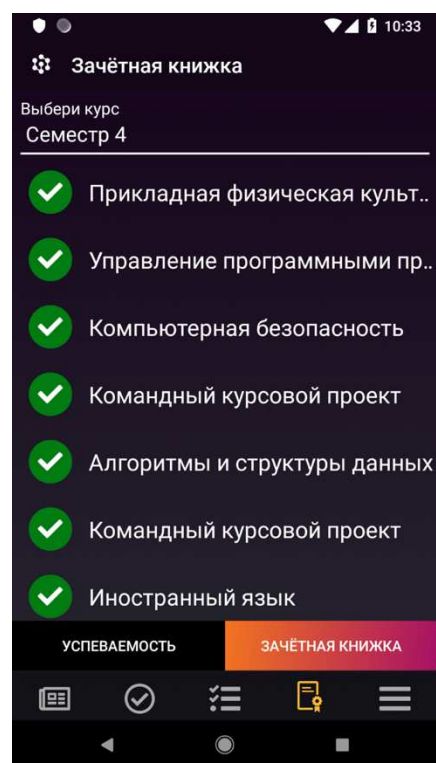 10:33
Зачётная книжка
Выбери курс
Семестр 4
Прикладная физическая культ..
Управление программными пр..
Компьютерная безопасность
Командный курсовой проект
Алгоритмы и структуры данных
Командный курсовой проект
Иностранный язык
УСПЕВАЕМОСТЬ ЗАЧЁТНАЯ КНИЖКА